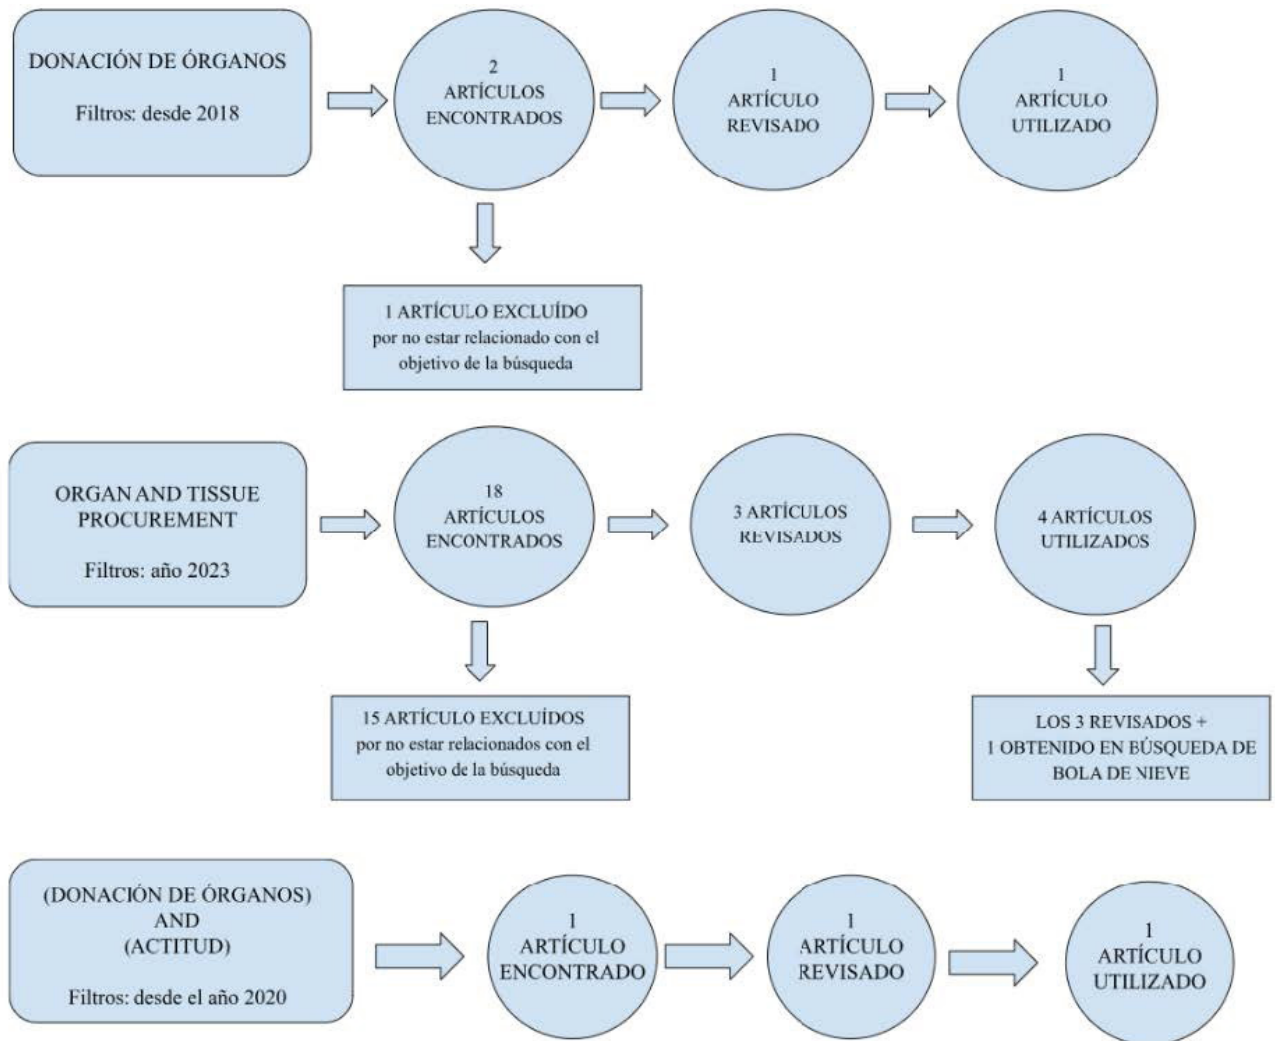 DONACIÓN DE ÓRGANOS
Filtros: desde 2018
2
ARTÍCULOS
ENCONTRADOS
1
ARTÍCULO
REVISADO
1
ARTÍCULO
UTILIZADO
1 ARTÍCULO EXCLUÍDO
por no estar relacionado con el
objetivo de la búsqueda
ORGAN AND TISSUE
PROCUREMENT
Filtros: año 2023
18
ARTÍCULOS
ENCONTRADOS
3 ARTÍCULOS
REVISADOS
4 ARTÍCULOS
UTILIZADOS
15 ARTÍCULO EXCLUÍDOS
por no estar relacionados con el
objetivo de la búsqueda
LOS 3 REVISADOS +
1 OBTENIDO EN BÚSQUEDA DE
BOLA DE NIEVE
(DONACIÓN DE ÓRGANOS)
AND
(ACTITUD)
Filtros: desde el año 2020
1
ARTÍCULO
ENCONTRADO
1
ARTÍCULO
REVISADO
1
ARTÍCULO
UTILIZADO